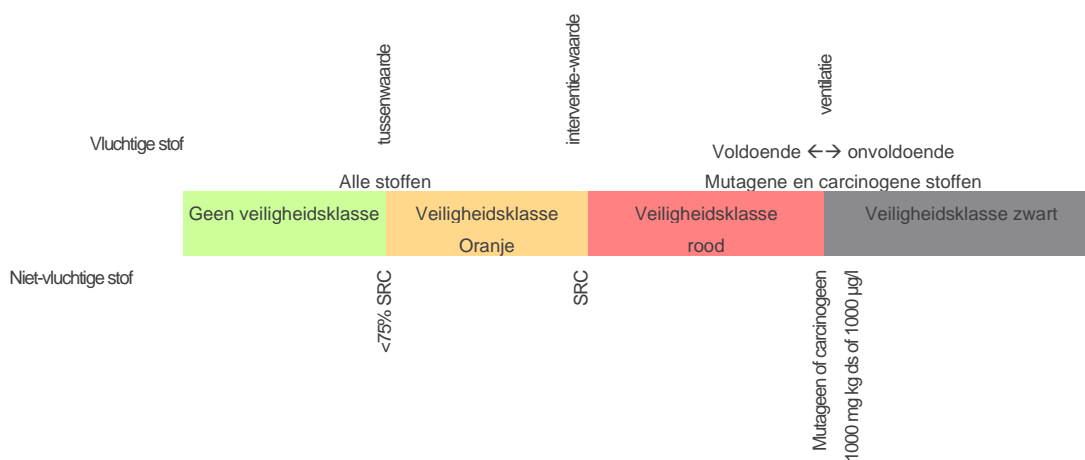 tussenwaarde
interventie-waarde
ventilatie
Vluchtige stof
Voldoende ←→ onvoldoende
Alle stoffen
Mutagene en carcinogene stoffen
Geen veiligheidsklasse
Veiligheidsklasse
Oranje
Veiligheidsklasse
rood
Veiligheidsklasse zwart
Niet-vluchtige stof
<75% SRC
SRC
Mutageen of carcinogeen
1000 mg kg ds of 1000 µg/l